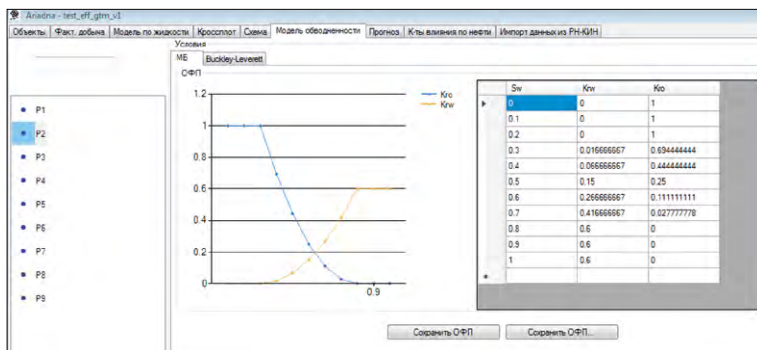 Ariadna - test_eff_gtm_v1
Объекты Факт. добыча Модель по жидкости Кроссплот Схема Модель обводненности Прогноз К-ты влияния по нефти Импорт данных из РН-КИН
Условия
МБ Buckley-Leverett
ОФП
P1
P2
P3
P4
P5
P6
P7
P8
P9
1.2
1
0.8
0.6
0.4
0.2
0
0.9
Kro
Krw
Sw Krw Kro
0 0 1
0.1 0 1
0.2 0 1
0.3 0.016666667 0.694444444
0.4 0.066666667 0.444444444
0.5 0.15 0.25
0.6 0.266666667 0.111111111
0.7 0.416666667 0.027777778
0.8 0.6 0
0.9 0.6 0
1 0.6 0
Сохранить ОФП Сохранить ОФП...